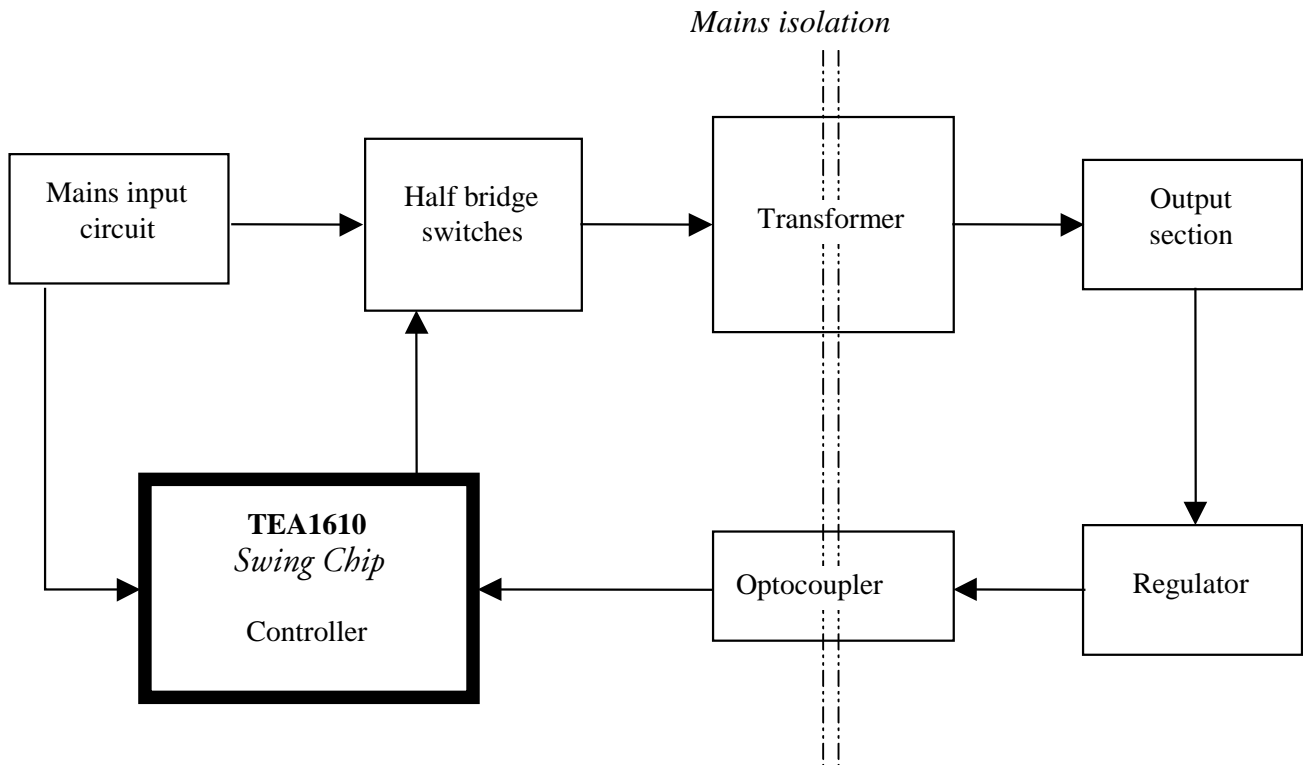 Mains isolation
Mains input
circuit
Half bridge
switches
Transformer
Output
section
TEA1610
Swing Chip
Controller
Optocoupler
Regulator